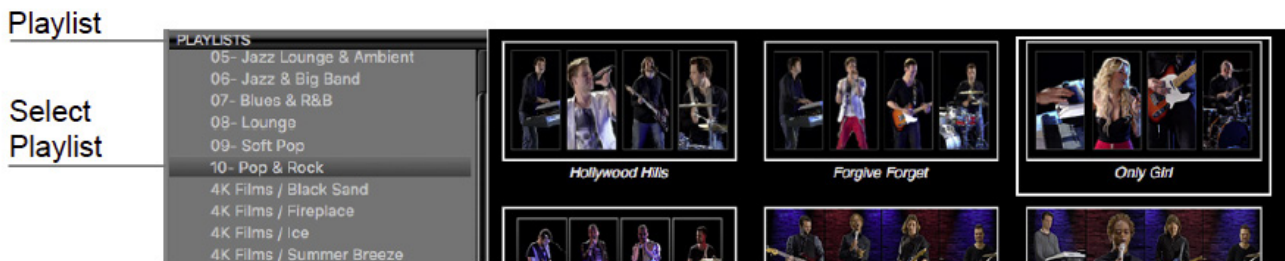 Playlist
PLAYLISTS
05- Jazz Lounge & Ambient
06- Jazz & Big Band
07- Blues & R&B
08- Lounge
Select
Playlist
09- Soft Pop
10- Pop & Rock
4K Films / Black Sand
4K Films / Fireplace
4K Films / Ice
4K Films / Summer Breeze
Hollywood Hills
Forgive Forget
Only Girl